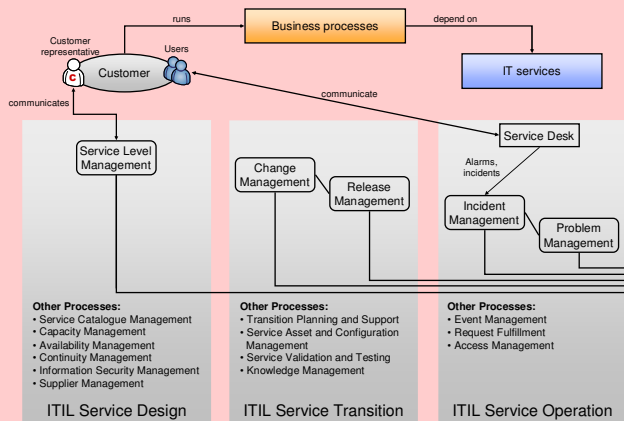 runs
Business processes
depend on
IT services
Customer
representative
Users
C
Customer
communicates
communicate
Service Desk
Alarms,
incidents
Service Level
Management
Change
Management
Release
Management
Incident
Management
Problem
Management
Other Processes:
• Service Catalogue Management
• Capacity Management
• Availability Management
• Continuity Management
• Information Security Management
• Supplier Management
ITIL Service Design
Other Processes:
• Transition Planning and Support
• Service Asset and Configuration
Management
• Service Validation and Testing
• Knowledge Management
ITIL Service Transition
Other Processes:
• Event Management
• Request Fulfillment
• Access Management
ITIL Service Operation